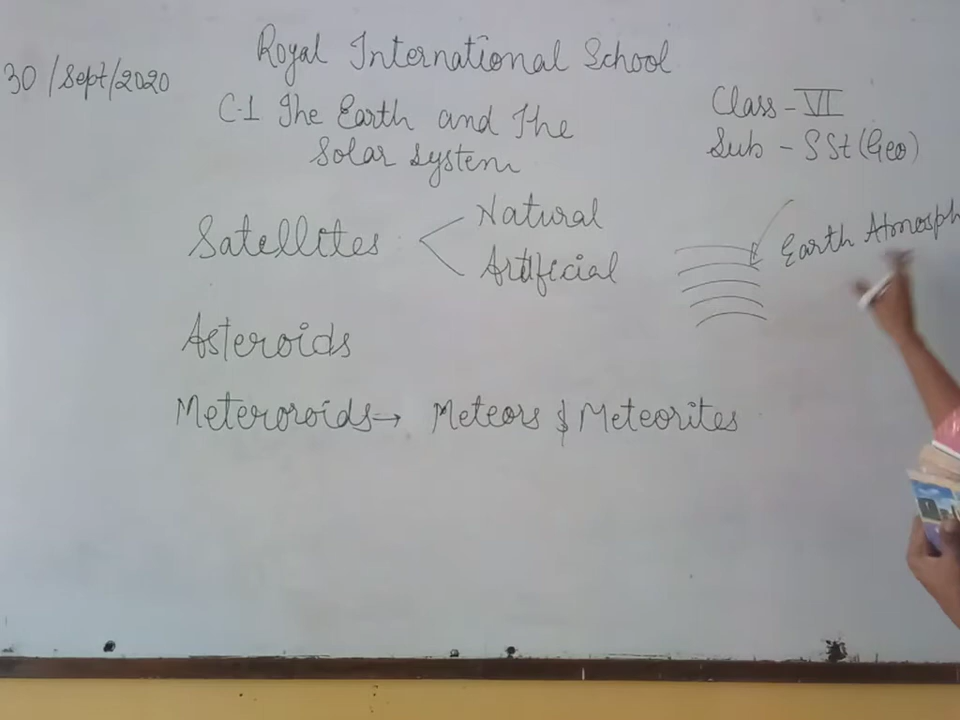 Royal International School
30/Sept/2020
C-1 The Earth and The
Solar System
Class - VI
Sub - SSt (Geo)
Satellites
Natural
Artificial
Earth Atmosph
Asteroids
Meteroroids → Meteors & Meteorites